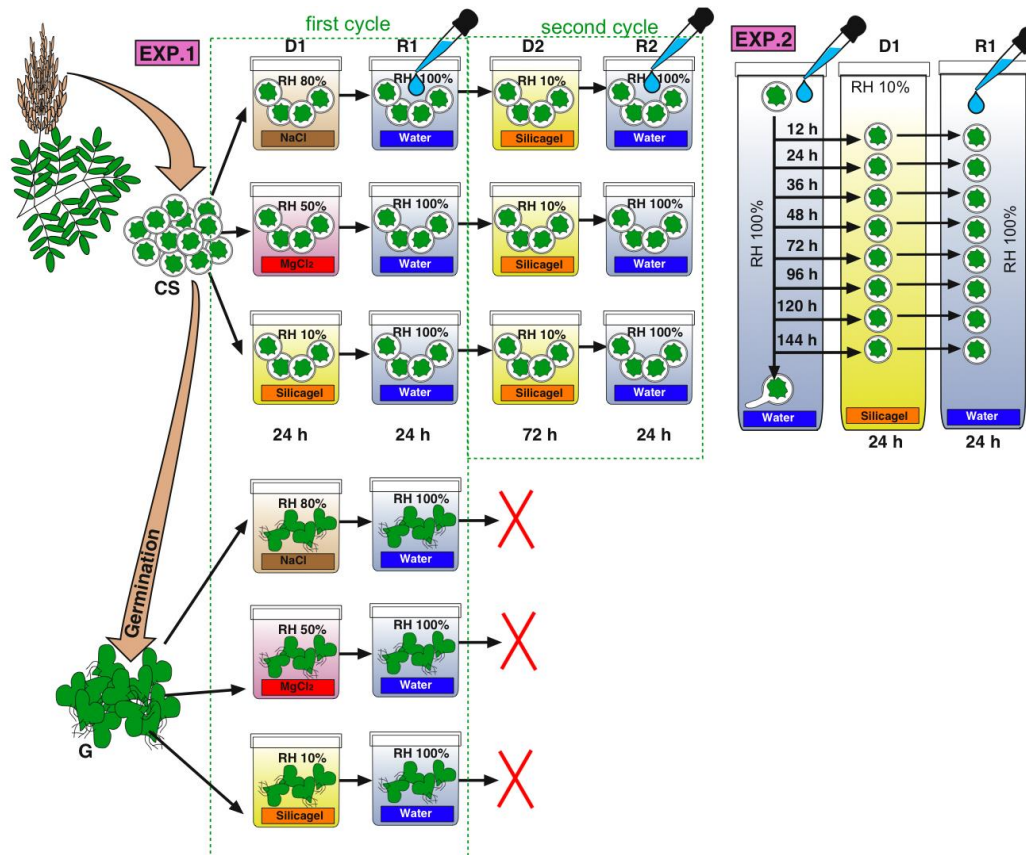 first cycle
second cycle
EXP.1
D1
R1
D2
R2
EXP.2
D1
R1
RH 80%
RH 100%
RH 10%
RH 100%
NaCl
Water
Silicagel
Water
RH 50%
RH 100%
RH 10%
RH 100%
MgCl2
Water
Silicagel
Water
CS
RH 10%
RH 100%
RH 10%
RH 100%
Silicagel
Water
Silicagel
Water
24 h
24 h
72 h
24 h
RH 10%
12 h
24 h
36 h
48 h
72 h
96 h
120 h
144 h
RH 100%
RH 100%
Water
Silicagel
Water
24 h
24 h
Germination
G
RH 80%
RH 100%
NaCl
Water
RH 50%
RH 100%
MgCl2
Water
RH 10%
RH 100%
Silicagel
Water